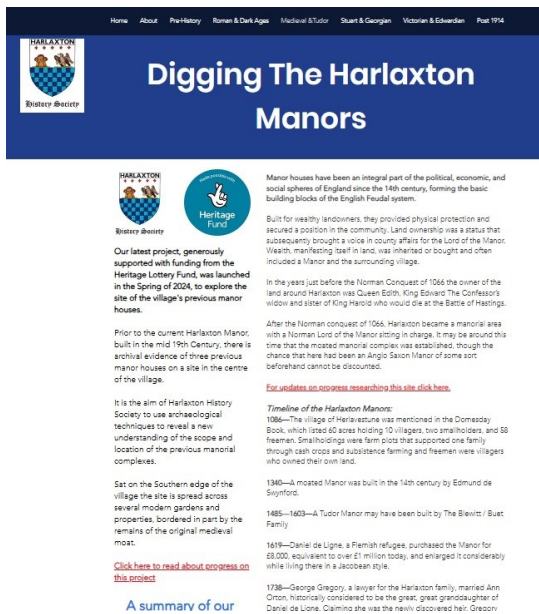 Home About Pre-History Roman & Dark Ages Medieval &Tudor Stuart & Georgian Victorian & Edwardian Post 1914
HARLAXTON
History Society
Digging The Harlaxton
Manors
HARLAXTON
History Society
Made possible with
Heritage
Fund
Our latest project, generously
supported with funding from the
Heritage Lottery Fund, was launched
in the Spring of 2024, to explore the
site of the village's previous manor
houses.
Prior to the current Harlaxton Manor,
built in the mid 19th Century, there is
archival evidence of three previous
manor houses on a site in the centre
of the village.
It is the aim of Harlaxton History
Society to use archaeological
techniques to reveal a new
understanding of the scope and
location of the previous manorial
complexes.
Sat on the Southern edge of the
village the site is spread across
several modern gardens and
properties, bordered in part by the
remains of the original medieval
moat.
Click here to read about progress on
this project
A summary of our
Manor houses have been an integral part of the political, economic, and
social spheres of England since the 14th century, forming the basic
building blocks of the English Feudal system.
Built for wealthy landowners, they provided physical protection and
secured a position in the community. Land ownership was a status that
subsequently brought a voice in county affairs for the Lord of the Manor.
Wealth, manifesting itself in land, was inherited or bought and often
included a Manor and the surrounding village.
In the years just before the Norman Conquest of 1066 the owner of the
land around Harlaxton was Queen Edith, King Edward The Confessor's
widow and sister of King Harold who would die at the Battle of Hastings.
After the Norman conquest of 1066, Harlaxton became a manorial area
with a Norman Lord of the Manor sitting in charge. It may be around this
time that the moated manorial complex was established, though the
chance that here had been an Anglo Saxon Manor of some sort
beforehand cannot be discounted.
For updates on progress researching this site click here.
Timeline of the Harlaxton Manors:
1086—The village of Herlavestune was mentioned in the Domesday
Book, which listed 60 acres holding 10 villagers, two smallholders, and 58
freemen. Smallholdings were farm plots that supported one family
through cash crops and subsistence farming and freemen were villagers
who owned their own land.
1340—A moated Manor was built in the 14th century by Edmund de
Swynford.
1485—1603—A Tudor Manor may have been built by The Blewitt / Buet
Family
1619—Daniel de Ligne, a Flemish refugee, purchased the Manor for
£8,000, equivalent to over £1 million today, and enlarged it considerably
while living there in a Jacobean style.
1738—George Gregory, a lawyer for the Harlaxton family, married Ann
Orton, historically considered to be the great, great granddaughter of
Daniel de Ligne. Claiming she was the newly discovered heir, Gregory